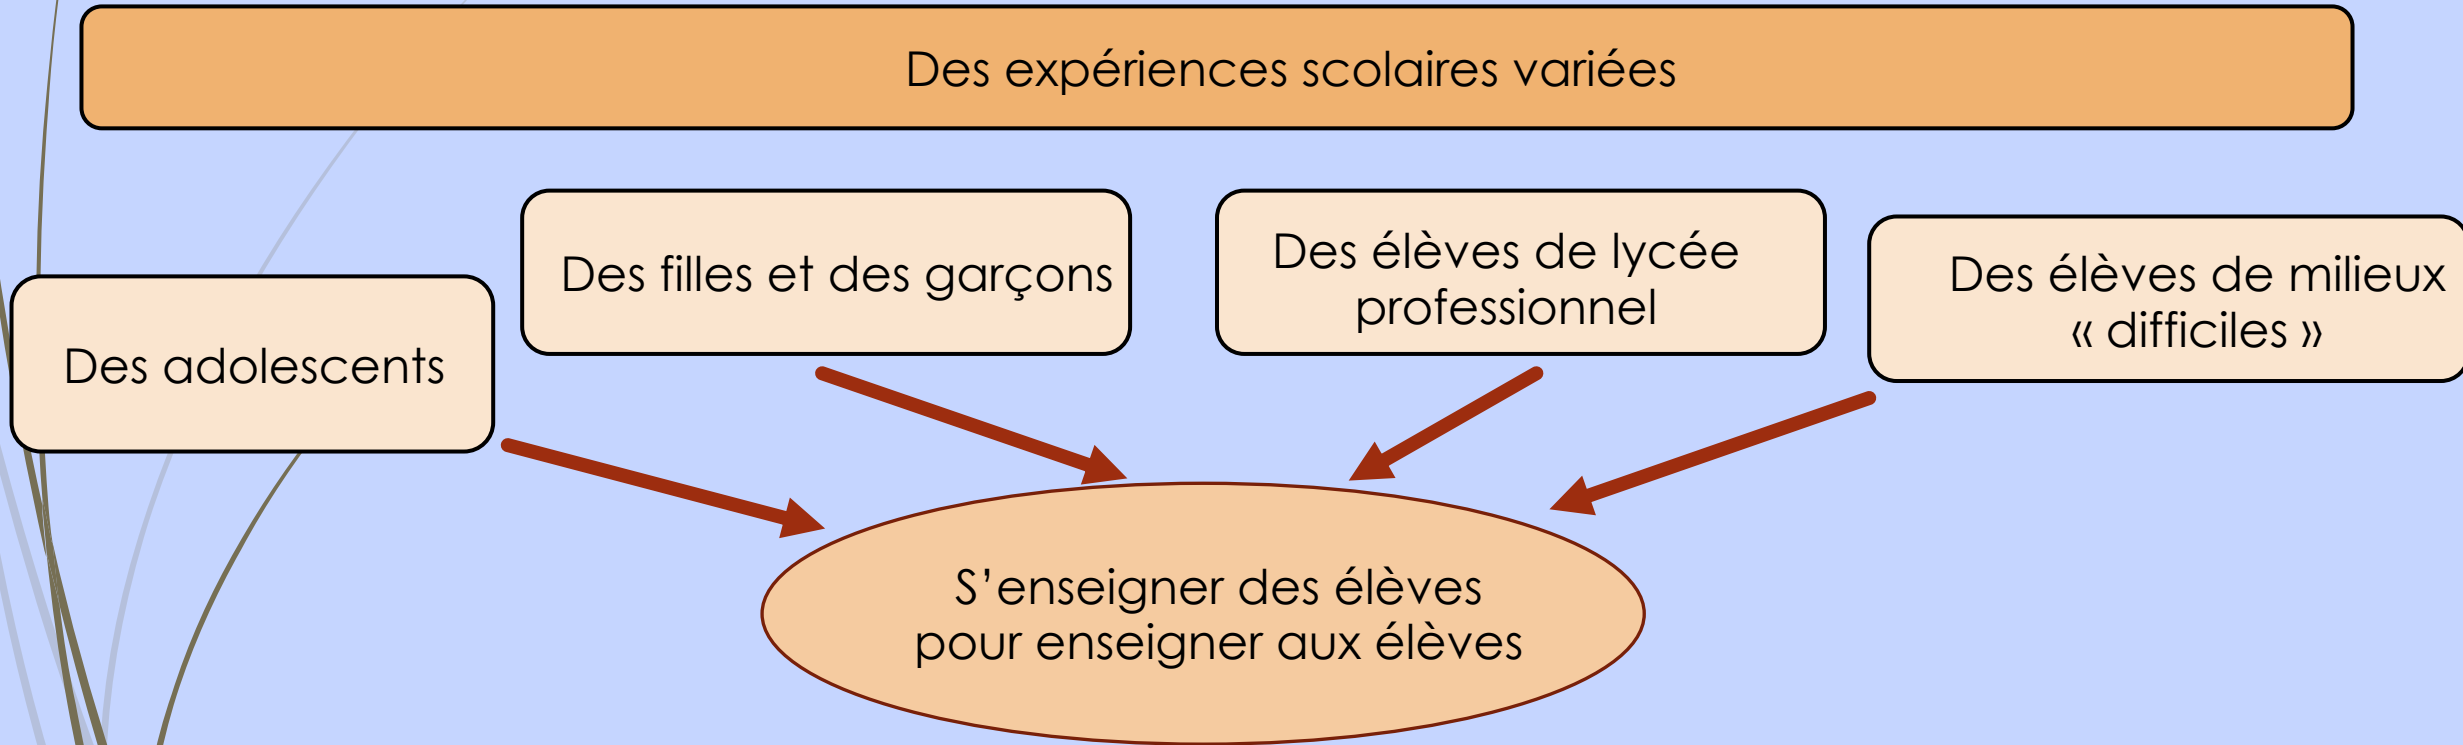 Des expériences scolaires variées
Des adolescents
Des filles et des garçons
Des élèves de lycée
professionnel
Des élèves de milieux
« difficiles »
S’enseigner des élèves
pour enseigner aux élèves